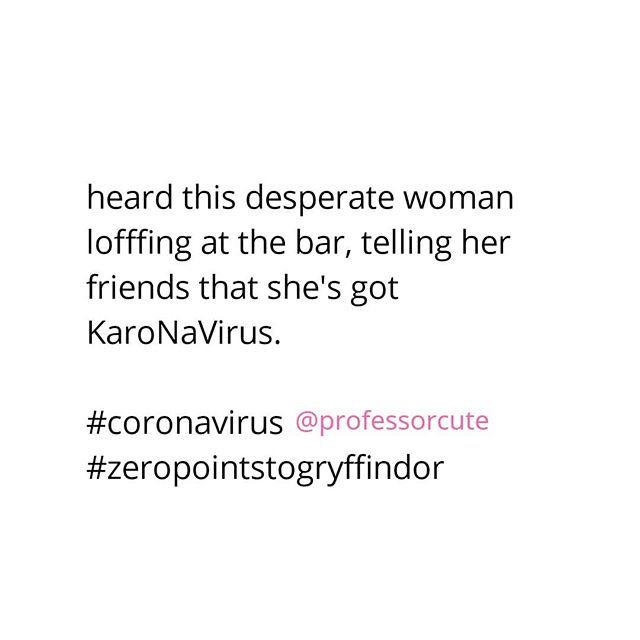 heard this desperate woman
lofffing at the bar, telling her
friends that she's got
KaroNaVirus.
#coronavirus @professorcute
#zeropointstogryffindor